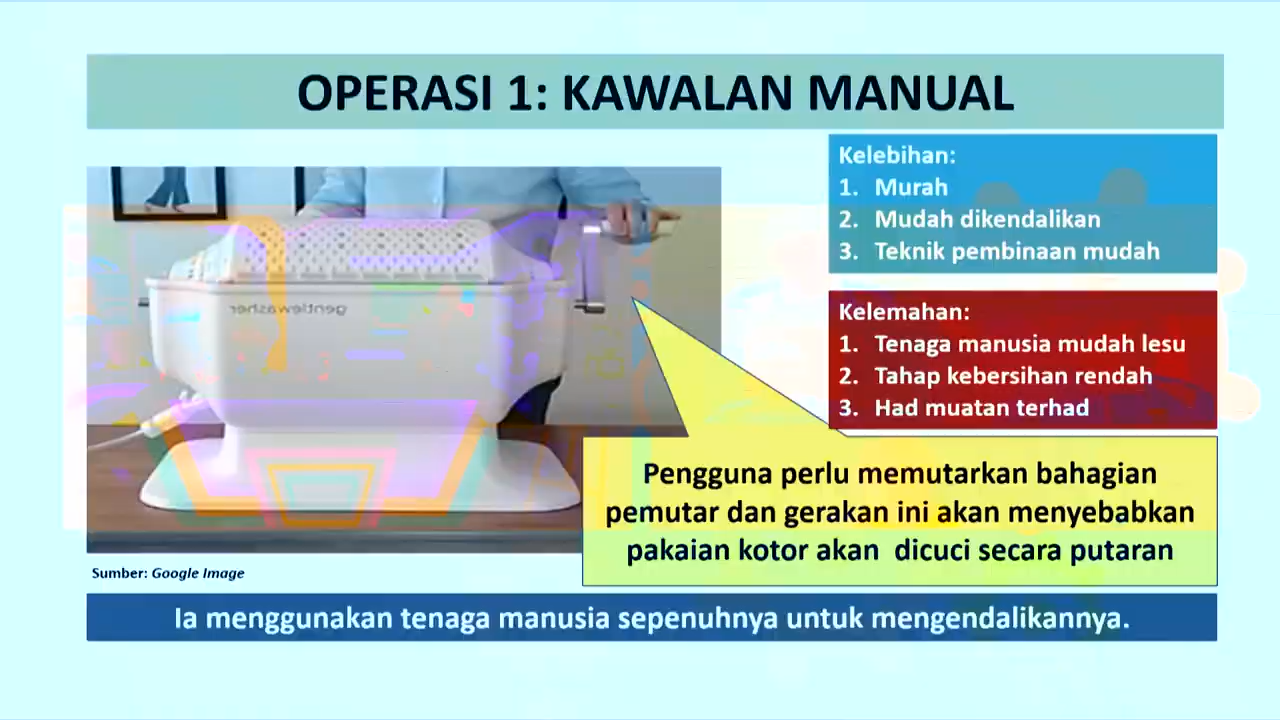 OPERASI 1: KAWALAN MANUAL
Kelebihan:
1. Murah
2. Mudah dikendalikan
3. Teknik pembinaan mudah
gentlewasher
Kelemahan:
1. Tenaga manusia mudah lesu
2. Tahap kebersihan rendah
3. Had muatan terhad
Pengguna perlu memutarkan bahagian
pemutar dan gerakan ini akan menyebabkan
pakaian kotor akan dicuci secara putaran
Sumber: Google Image
Ia menggunakan tenaga manusia sepenuhnya untuk mengendalikannya.